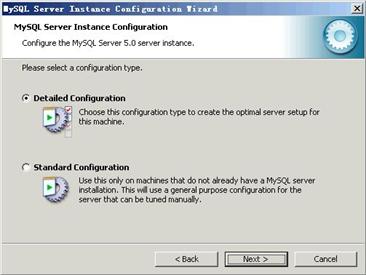 MySQL Server Instance Configuration Wizard
MySQL Server Instance Configuration
Configure the MySQL Server 5.0 server instance.
Please select a configuration type.
Detailed Configuration
Choose this configuration type to create the optimal server setup for
this machine.
Standard Configuration
Use this only on machines that do not already have a MySQL server
installation. This will use a general purpose configuration for the
server that can be tuned manually.
< Back
Next >
Cancel